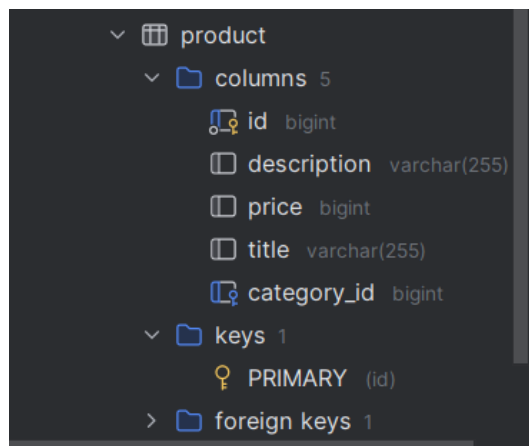 product
columns 5
id bigint
description varchar(255)
price bigint
title varchar(255)
category_id bigint
keys 1
PRIMARY (id)
foreign keys 1